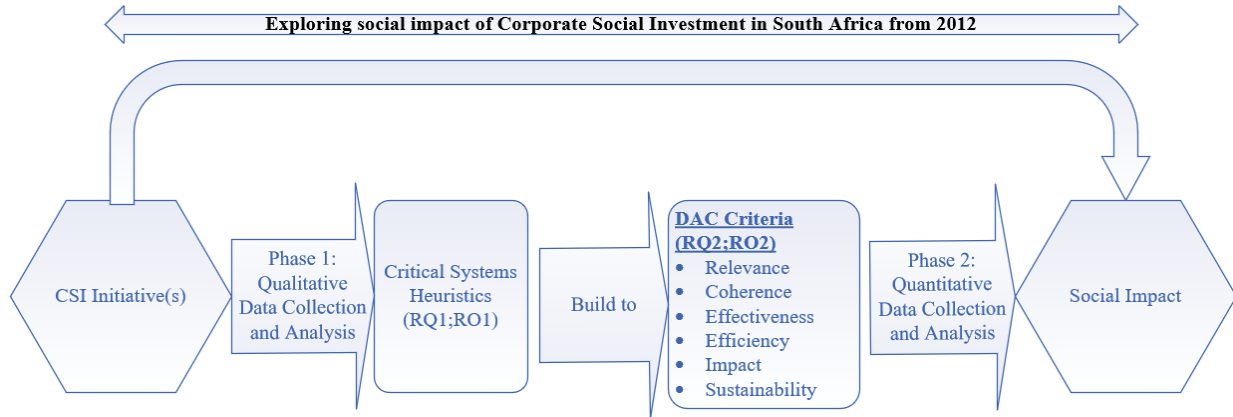 Exploring social impact of Corporate Social Investment in South Africa from 2012
CSI Initiative(s)
Phase 1:
Qualitative
Data Collection
and Analysis
Critical Systems
Heuristics
(RQ1;RO1)
Build to
DAC Criteria
(RQ2;RO2)
• Relevance
• Coherence
• Effectiveness
• Efficiency
• Impact
• Sustainability
Phase 2:
Quantitative
Data Collection
and Analysis
Social Impact